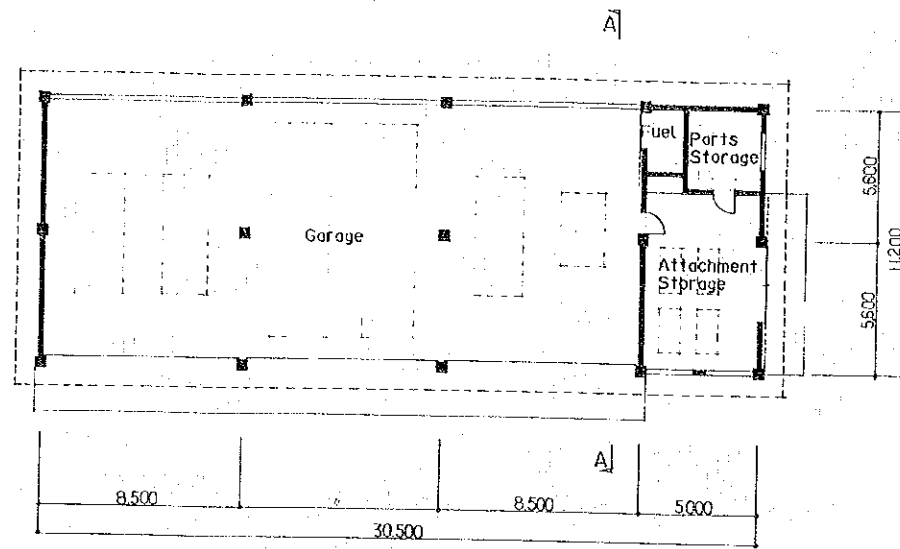 A
Fuel
Parts
Storage
Garage
Attachment
Storage
5,600
5,600
11,200
A
8,500
8,500
5,000
30,500